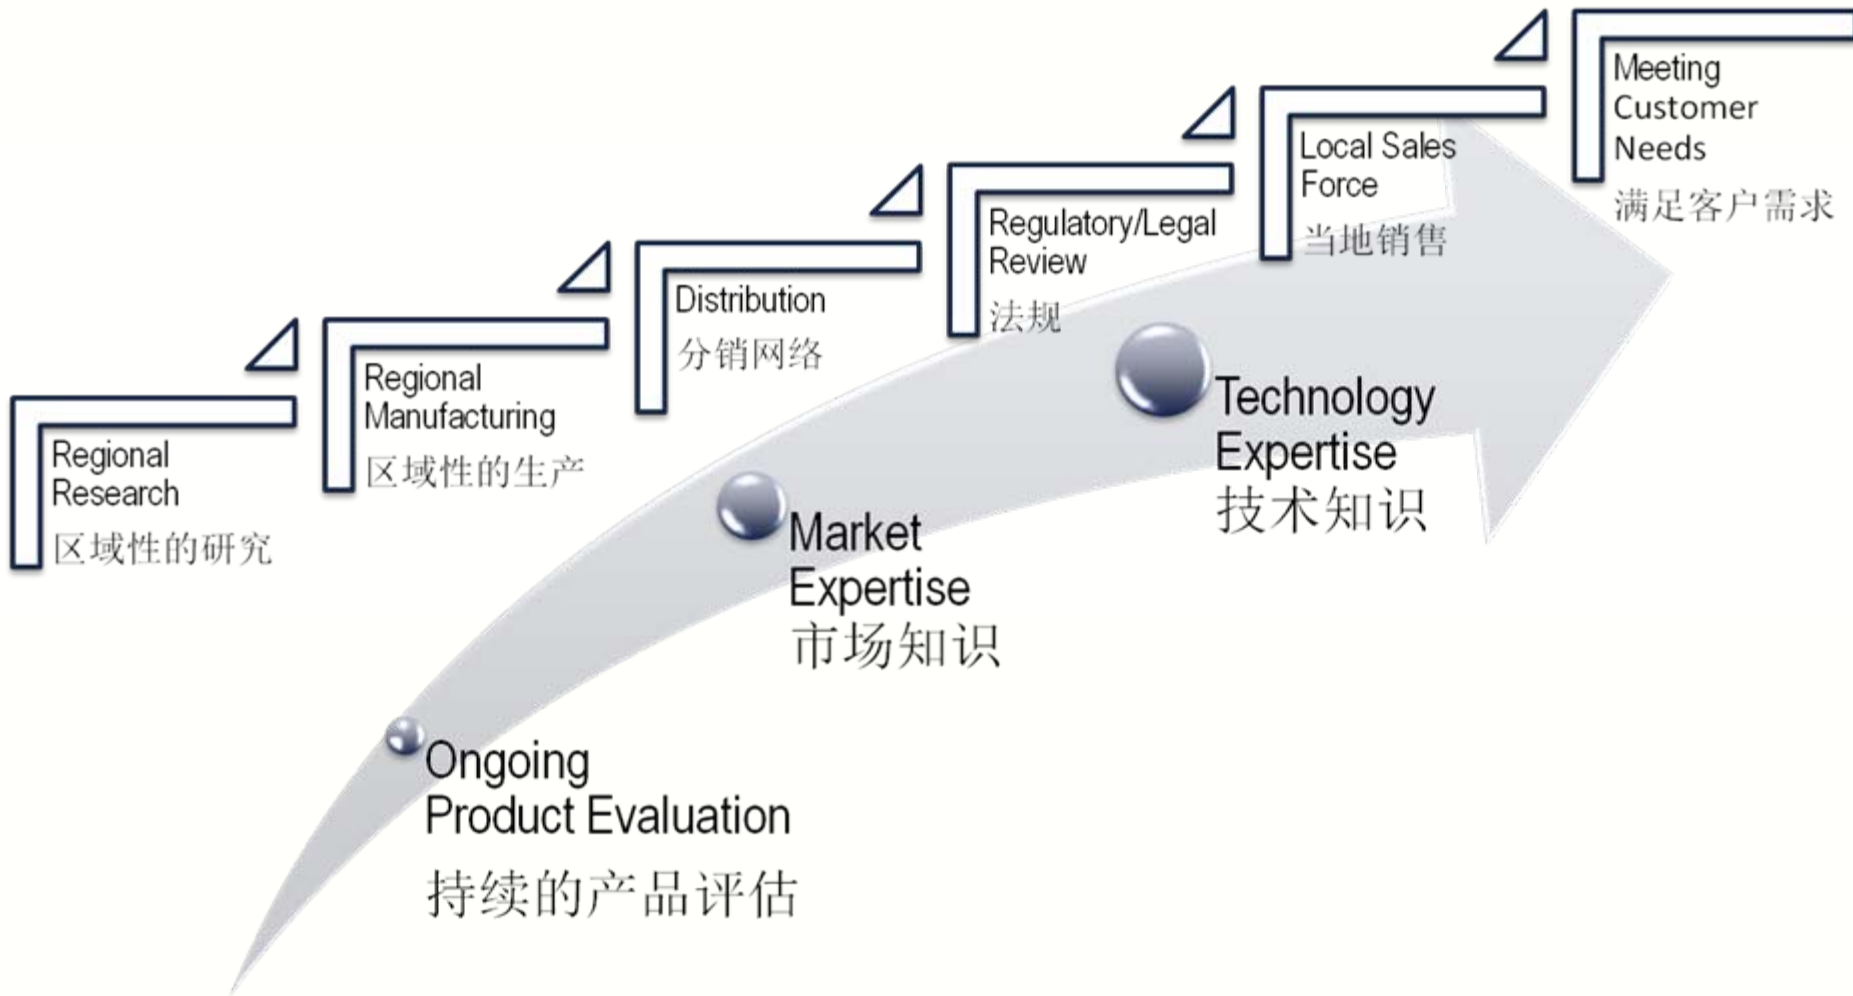 Regional
Research
区域性的研究
Regional
Manufacturing
区域性的生产
Distribution
分销网络
Regulatory/Legal
Review
法规
Local Sales
Force
当地销售
Meeting
Customer
Needs
满足客户需求
Ongoing
Product Evaluation
持续的产品评估
Market
Expertise
市场知识
Technology
Expertise
技术知识